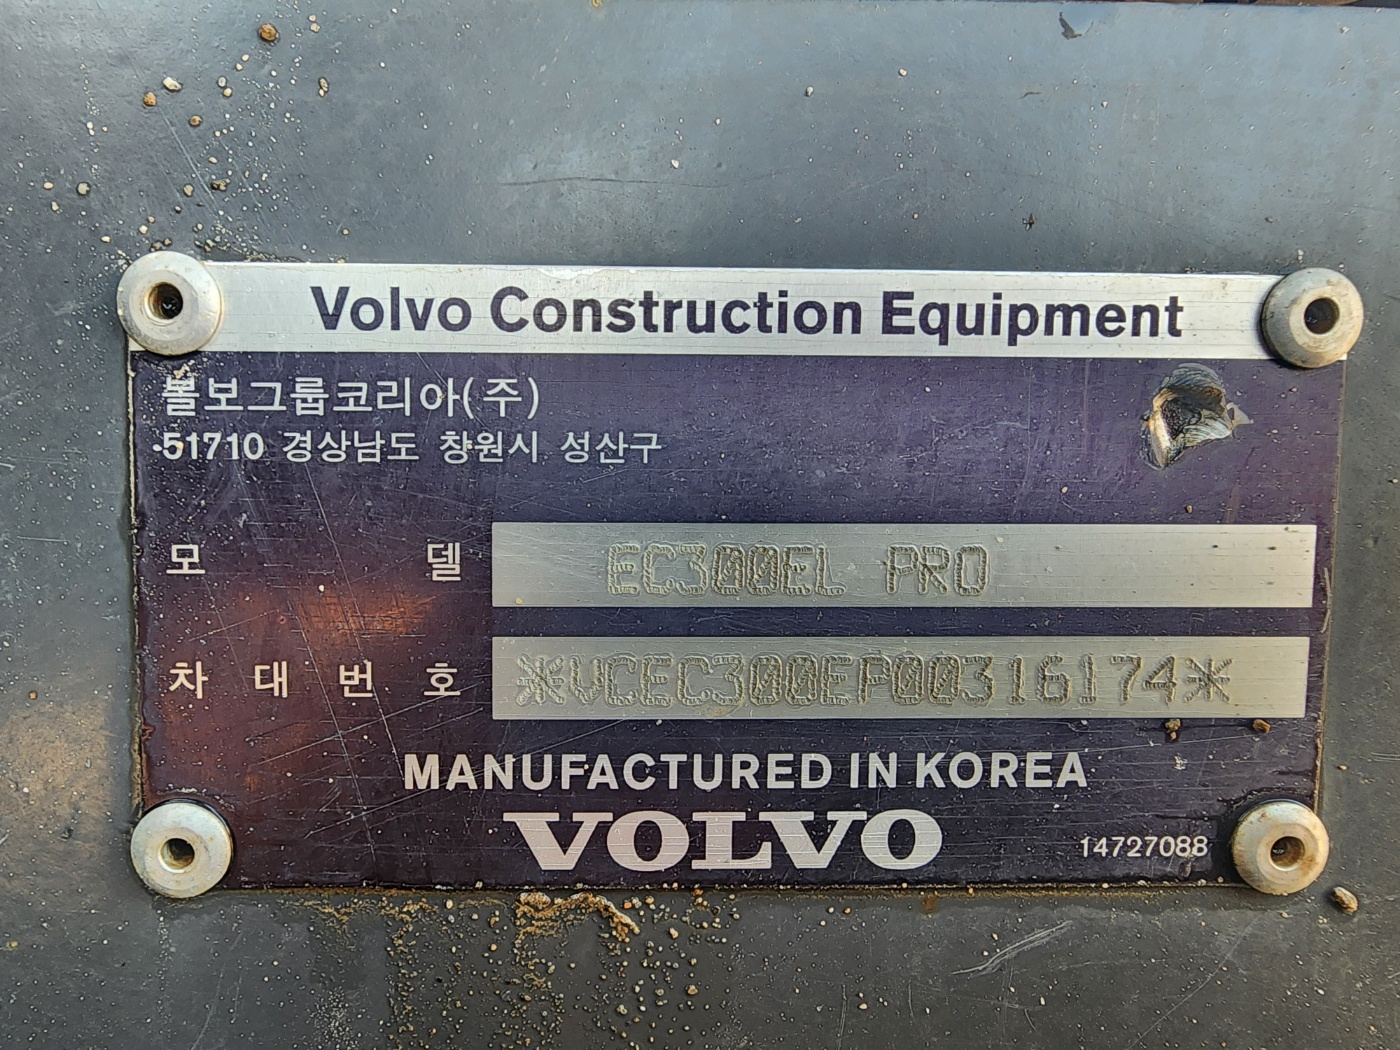 Volvo Construction Equipment
볼보그룹코리아(주)
51710 경상남도 창원시 성산구
모 델 EC300EL PRO
차 대 번 호 *VCEC300EP00316174*
MANUFACTURED IN KOREA
VOLVO
14727088